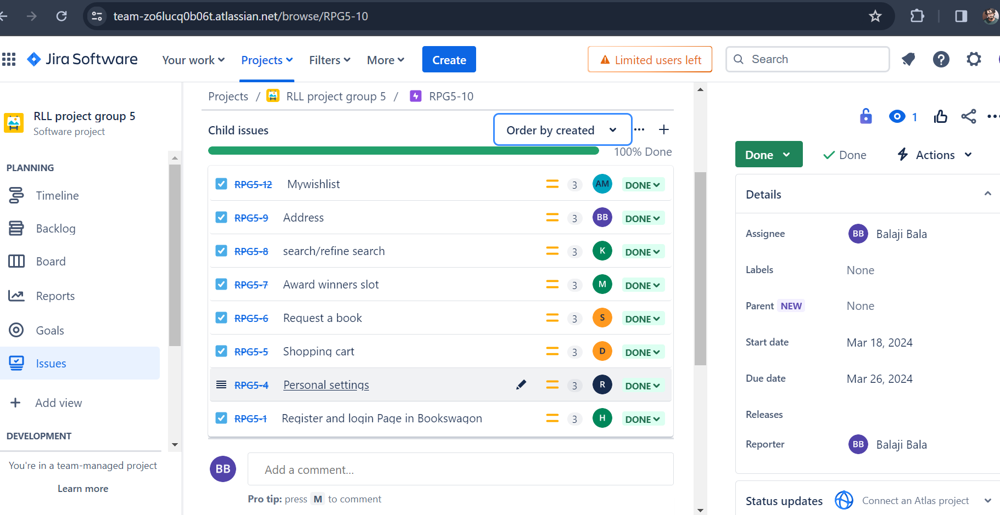 team-zo6lucq0b06t.atlassian.net/browse/RPG5-10
Jira Software
Your work
Projects
Filters
More
Create
Limited users left
Search
RLL project group 5
Software project
PLANNING
Timeline
Backlog
Board
Reports
Goals
Issues
Add view
DEVELOPMENT
You're in a team-managed project
Learn more
Projects / RLL project group 5 / RPG5-10
Child issues
Order by created
100% Done
RPG5-12 Mywishlist 3 AM DONE
RPG5-9 Address 3 BB DONE
RPG5-8 search/refine search 3 K DONE
RPG5-7 Award winners slot 3 M DONE
RPG5-6 Request a book 3 S DONE
RPG5-5 Shopping cart 3 D DONE
RPG5-4 Personal settings 3 R DONE
RPG5-1 Register and login Page in Bookswagon 3 H DONE
BB Add a comment...
Pro tip: press M to comment
1
Done Done Actions
Details
Assignee BB Balaji Bala
Labels None
Parent NEW None
Start date Mar 18, 2024
Due date Mar 26, 2024
Releases
Reporter BB Balaji Bala
Status updates Connect an Atlas project